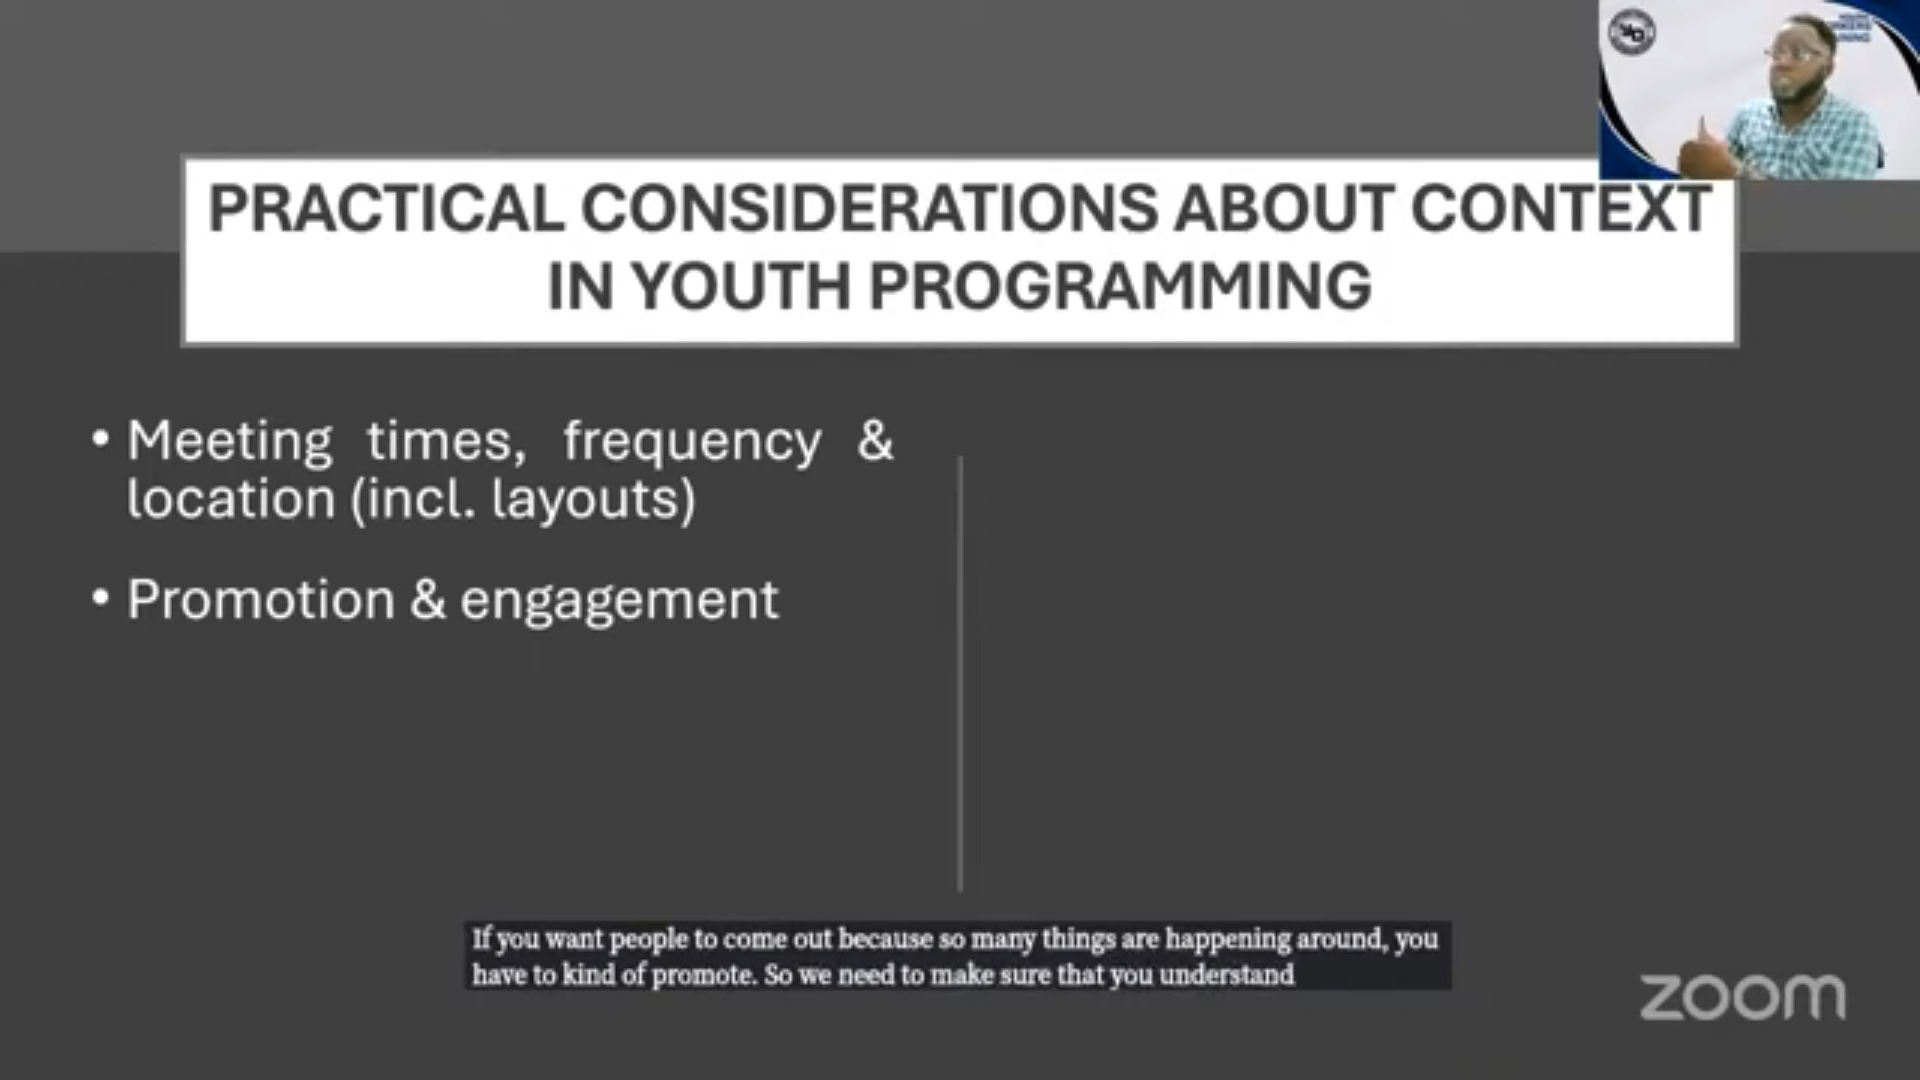 PRACTICAL CONSIDERATIONS ABOUT CONTEXT
IN YOUTH PROGRAMMING
• Meeting times, frequency &
location (incl. layouts)
• Promotion & engagement
If you want people to come out because so many things are happening around, you
have to kind of promote. So we need to make sure that you understand
zoom